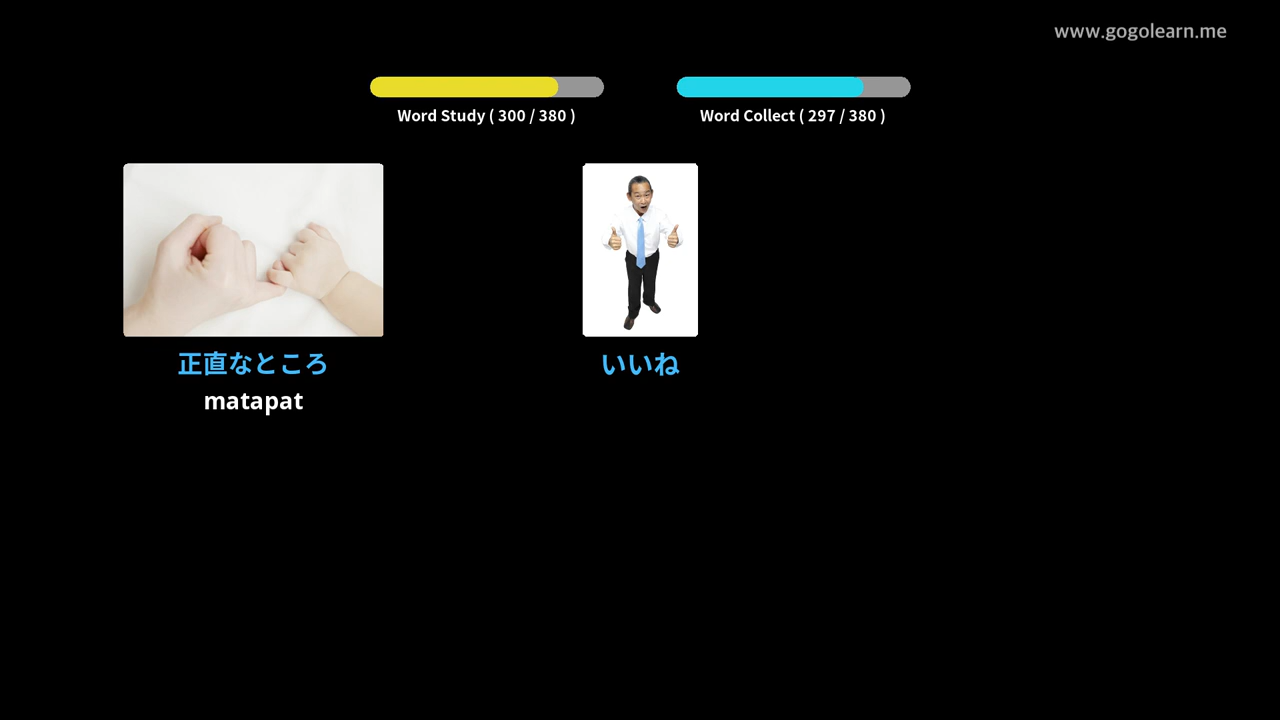 www.gogolearn.me
Word Study ( 300 / 380 )
Word Collect ( 297 / 380 )
正直なところ
matapat
いいね